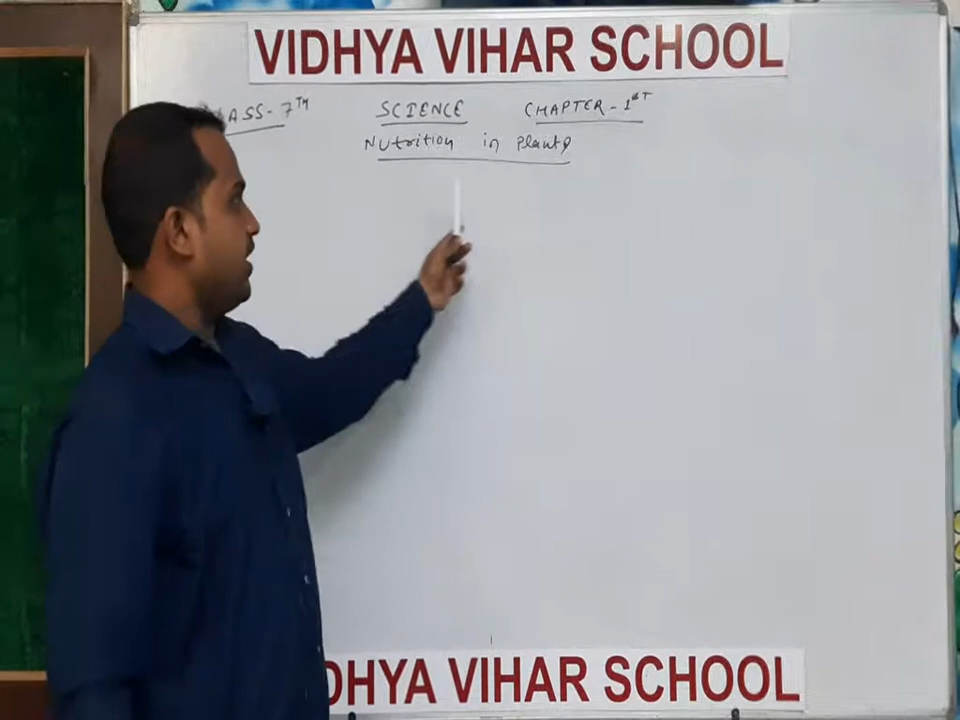 VIDHYA VIHAR SCHOOL
CLASS-7TH SCIENCE CHAPTER-1ST
Nutrition in Plants
VIDHYA VIHAR SCHOOL